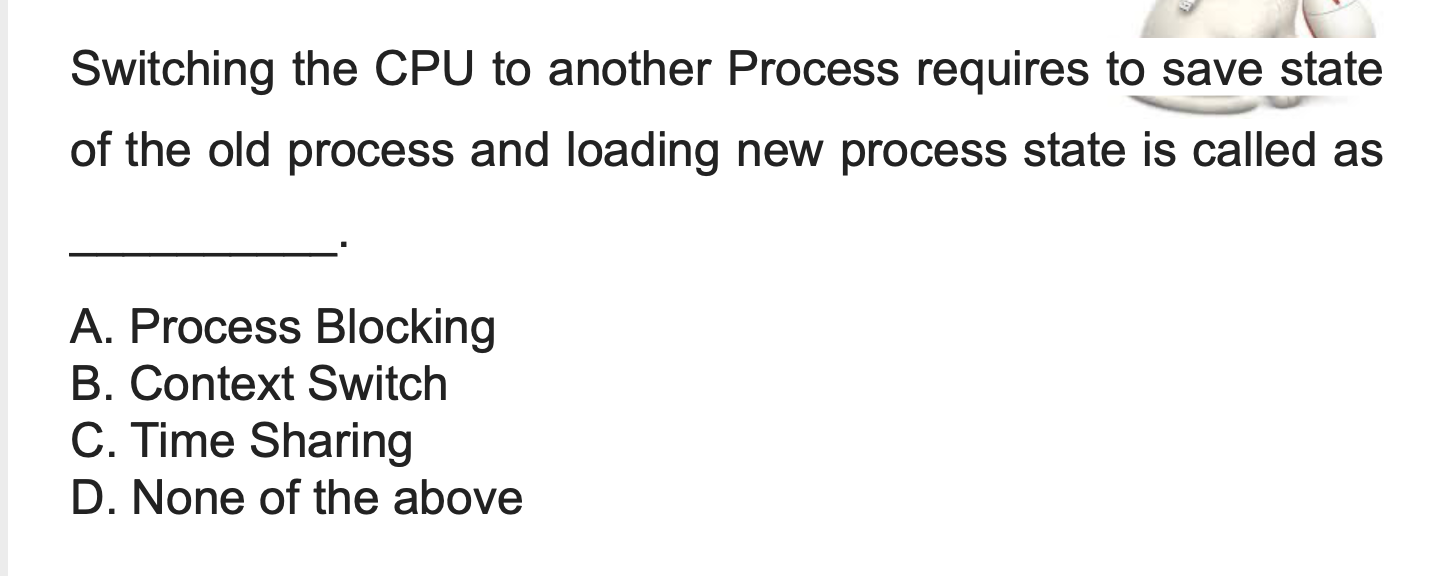 Switching the CPU to another Process requires to save state
of the old process and loading new process state is called as
__________.
A. Process Blocking
B. Context Switch
C. Time Sharing
D. None of the above